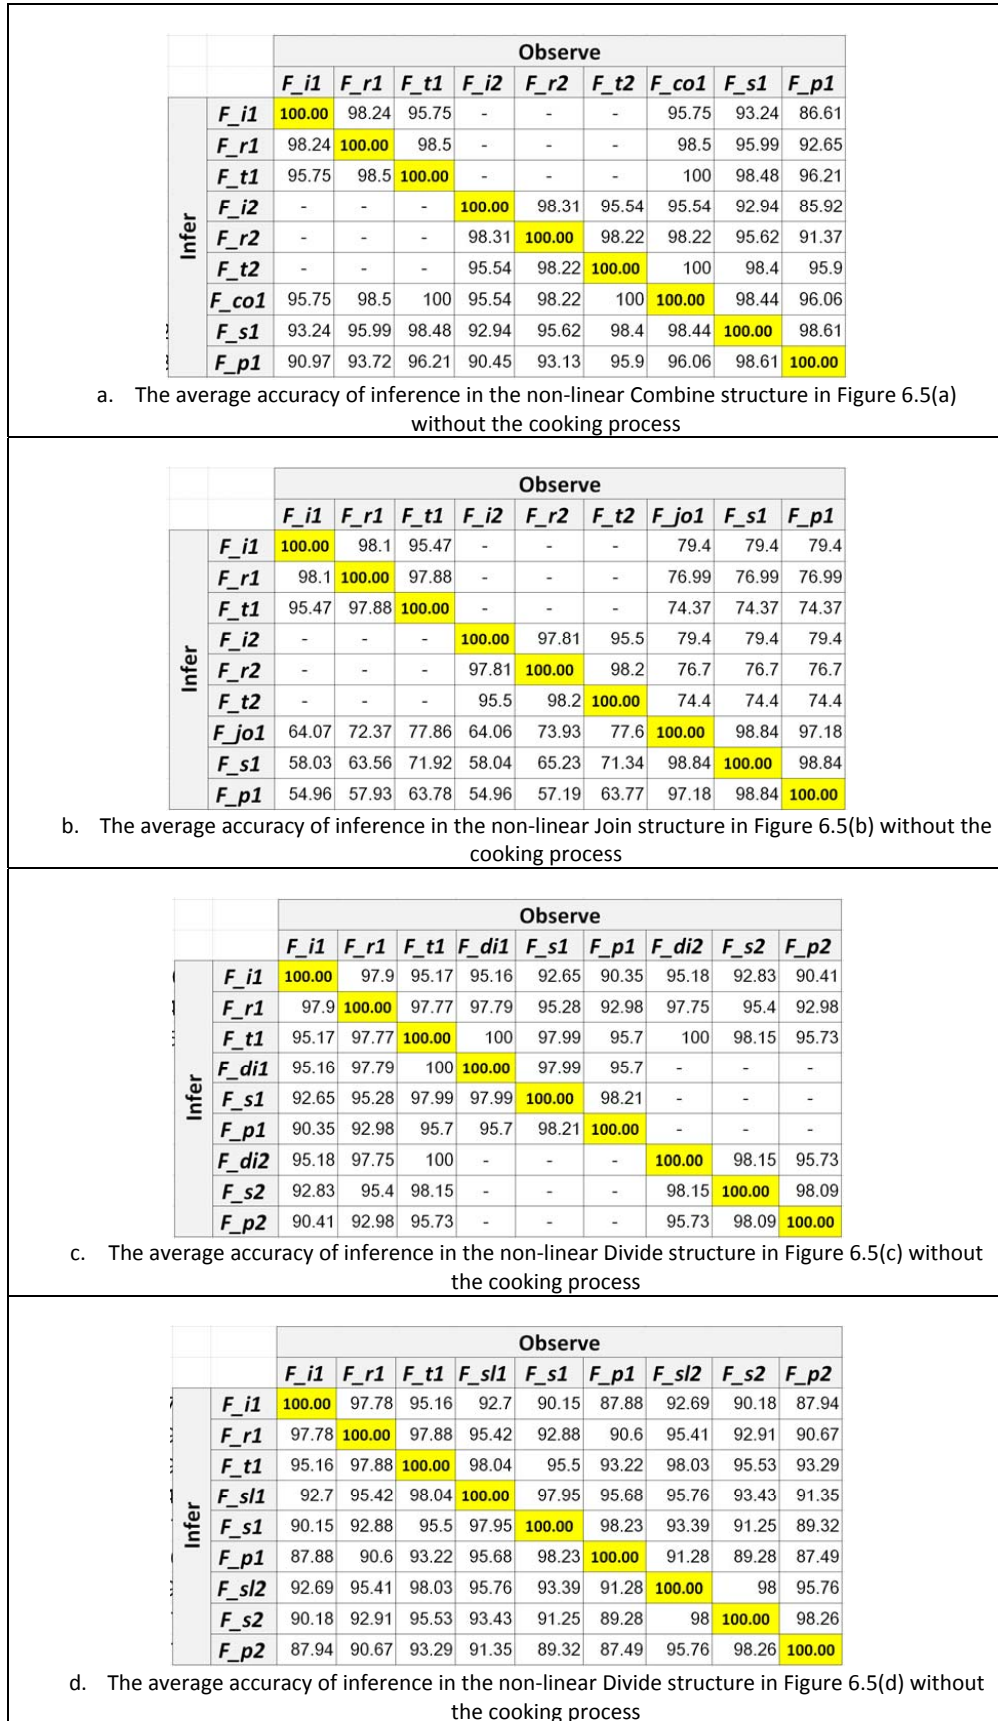 Observe
F_i1 F_r1 F_t1 F_i2 F_r2 F_t2 F_co1 F_s1 F_p1
Infer
F_i1 100.00 98.24 95.75 - - - 95.75 93.24 86.61
F_r1 98.24 100.00 98.5 - - - 98.5 95.99 92.65
F_t1 95.75 98.5 100.00 - - - 100 98.48 96.21
F_i2 - - - 100.00 98.31 95.54 95.54 92.94 85.92
F_r2 - - - 98.31 100.00 98.22 98.22 95.62 91.37
F_t2 - - - 95.54 98.22 100.00 100 98.4 95.9
F_co1 95.75 98.5 100 95.54 98.22 100 100.00 98.44 96.06
F_s1 93.24 95.99 98.48 92.94 95.62 98.4 98.44 100.00 98.61
F_p1 90.97 93.72 96.21 90.45 93.13 95.9 96.06 98.61 100.00
a. The average accuracy of inference in the non-linear Combine structure in Figure 6.5(a)
without the cooking process
Observe
F_i1 F_r1 F_t1 F_i2 F_r2 F_t2 F_jo1 F_s1 F_p1
Infer
F_i1 100.00 98.1 95.47 - - - 79.4 79.4 79.4
F_r1 98.1 100.00 97.88 - - - 76.99 76.99 76.99
F_t1 95.47 97.88 100.00 - - - 74.37 74.37 74.37
F_i2 - - - 100.00 97.81 95.5 79.4 79.4 79.4
F_r2 - - - 97.81 100.00 98.2 76.7 76.7 76.7
F_t2 - - - 95.5 98.2 100.00 74.4 74.4 74.4
F_jo1 64.07 72.37 77.86 64.06 73.93 77.6 100.00 98.84 97.18
F_s1 58.03 63.56 71.92 58.04 65.23 71.34 98.84 100.00 98.84
F_p1 54.96 57.93 63.78 54.96 57.19 63.77 97.18 98.84 100.00
b. The average accuracy of inference in the non-linear Join structure in Figure 6.5(b) without the
cooking process
Observe
F_i1 F_r1 F_t1 F_di1 F_s1 F_p1 F_di2 F_s2 F_p2
Infer
F_i1 100.00 97.9 95.17 95.16 92.65 90.35 95.18 92.83 90.41
F_r1 97.9 100.00 97.77 97.79 95.28 92.98 97.75 95.4 92.98
F_t1 95.17 97.77 100.00 100 97.99 95.7 100 98.15 95.73
F_di1 95.16 97.79 100 100.00 97.99 95.7 - - -
F_s1 92.65 95.28 97.99 97.99 100.00 98.21 - - -
F_p1 90.35 92.98 95.7 95.7 98.21 100.00 - - -
F_di2 95.18 97.75 100 - - - 100.00 98.15 95.73
F_s2 92.83 95.4 98.15 - - - 98.15 100.00 98.09
F_p2 90.41 92.98 95.73 - - - 95.73 98.09 100.00
c. The average accuracy of inference in the non-linear Divide structure in Figure 6.5(c) without
the cooking process
Observe
F_i1 F_r1 F_t1 F_sl1 F_s1 F_p1 F_sl2 F_s2 F_p2
Infer
F_i1 100.00 97.78 95.16 92.7 90.15 87.88 92.69 90.18 87.94
F_r1 97.78 100.00 97.88 95.42 92.88 90.6 95.41 92.91 90.67
F_t1 95.16 97.88 100.00 98.04 95.5 93.22 98.03 95.53 93.29
F_sl1 92.7 95.42 98.04 100.00 97.95 95.68 95.76 93.43 91.35
F_s1 90.15 92.88 95.5 97.95 100.00 98.23 93.39 91.25 89.32
F_p1 87.88 90.6 93.22 95.68 98.23 100.00 91.28 89.28 87.49
F_sl2 92.69 95.41 98.03 95.76 93.39 91.28 100.00 98 95.76
F_s2 90.18 92.91 95.53 93.43 91.25 89.28 98 100.00 98.26
F_p2 87.94 90.67 93.29 91.35 89.32 87.49 95.76 98.26 100.00
d. The average accuracy of inference in the non-linear Divide structure in Figure 6.5(d) without
the cooking process